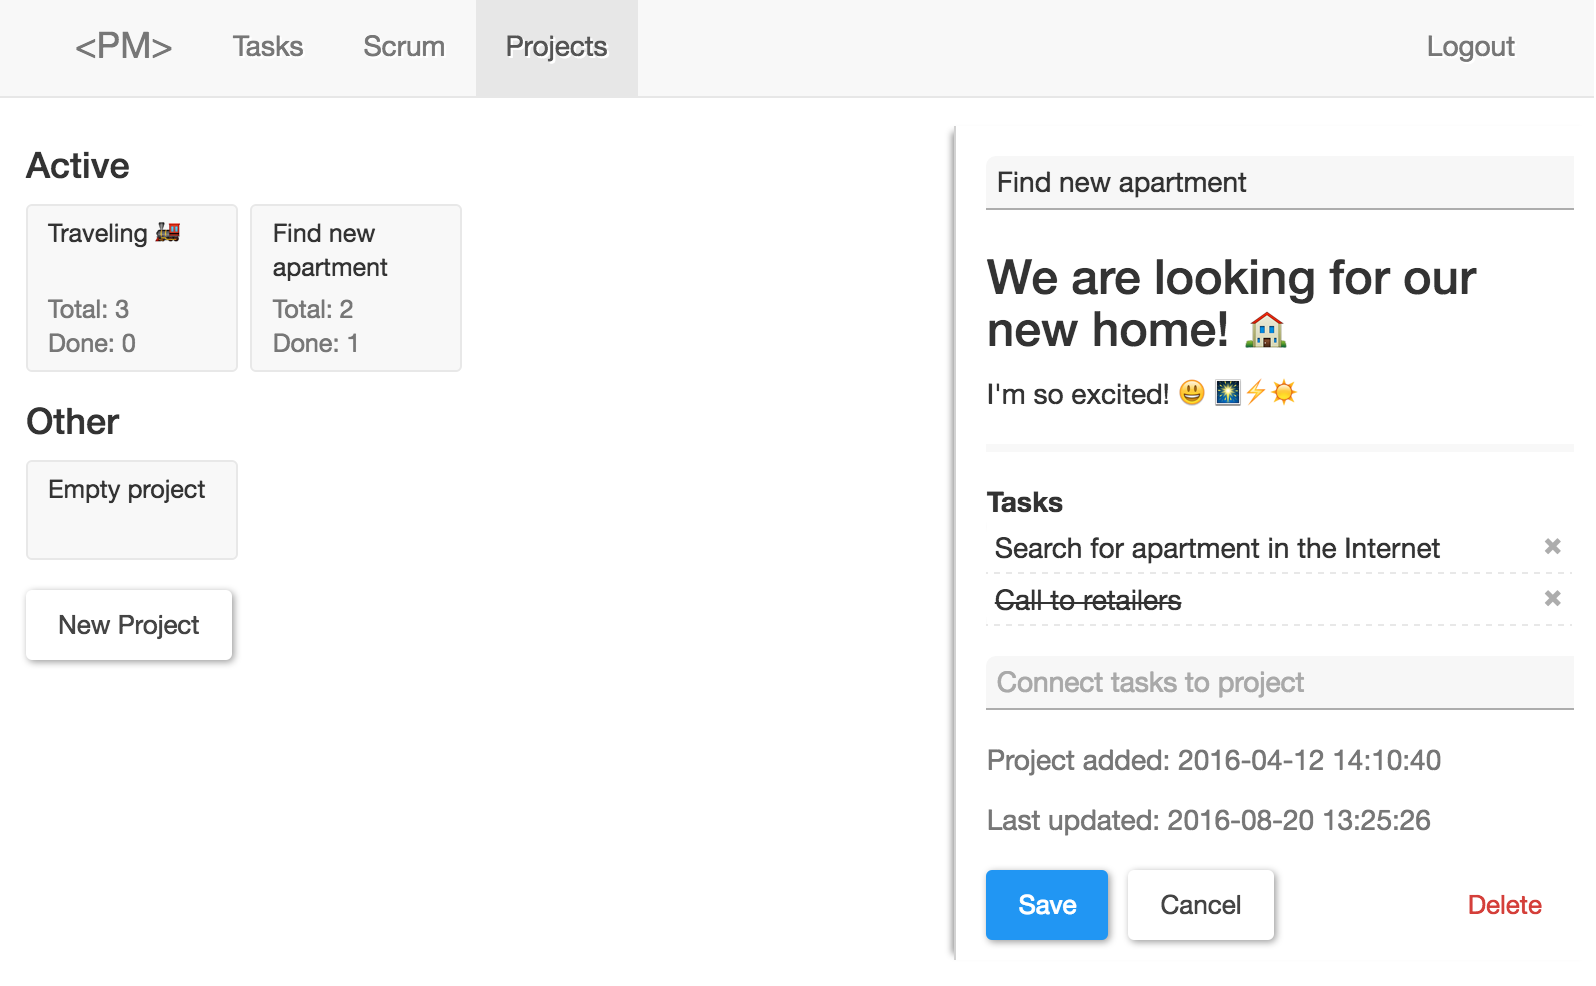 <PM> Tasks Scrum Projects Logout
Active
Traveling 🚂
Total: 3
Done: 0
Find new
apartment
Total: 2
Done: 1
Other
Empty project
New Project
Find new apartment
We are looking for our
new home! 🏠
I'm so excited! 😃 🎇⚡☀
Tasks
Search for apartment in the Internet ✖
Call to retailers ✖
Connect tasks to project
Project added: 2016-04-12 14:10:40
Last updated: 2016-08-20 13:25:26
Save Cancel Delete